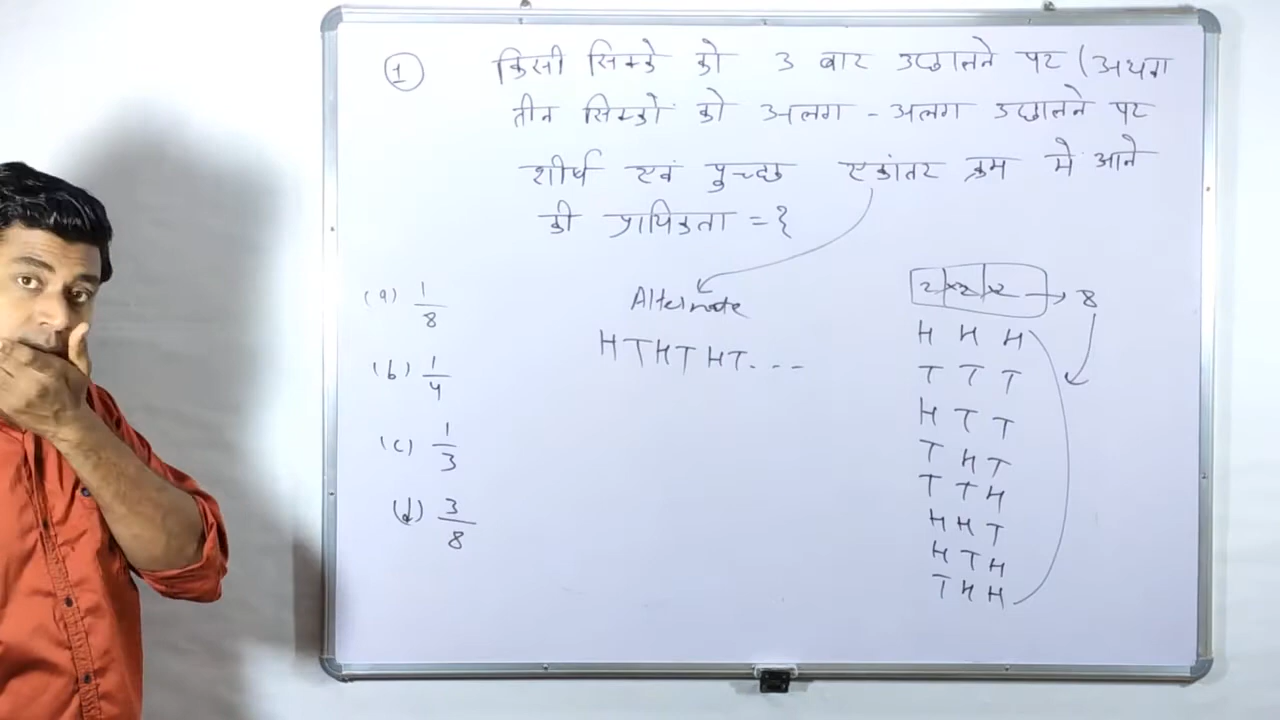 ① किसी सिक्के को 3 बार उछालने पर (अथवा
तीन सिक्कों को अलग - अलग उछालने पर
शीर्ष एवं पुच्छ एकांतर क्रम मे आने
की प्रायिकता = ?
(a) 1/8
(b) 1/4
(c) 1/3
(d) 3/8
Alternate
HTHTHT. - - -
2 × 2 × 2 → 8
H H H
T T T
H T T
T H T
T T H
H H T
H T H
T H H